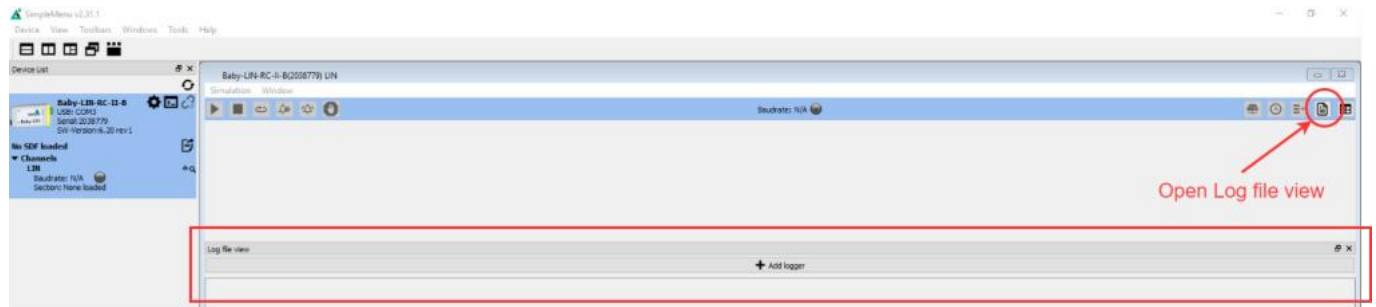 SimpleMenu v2.31.1
Device View Toolbars Windows Tools Help
Device List
Baby-LIN-RC-II-B
USB: COM3
Serial: 2038779
SW-Version: 6.20 rev1
No SDF loaded
Channels
LIN
Baudrate: N/A
Section: None loaded
Baby-LIN-RC-II-B(2038779) LIN
Simulation Window
Baudrate: N/A
Open Log file view
Log file view
Add logger